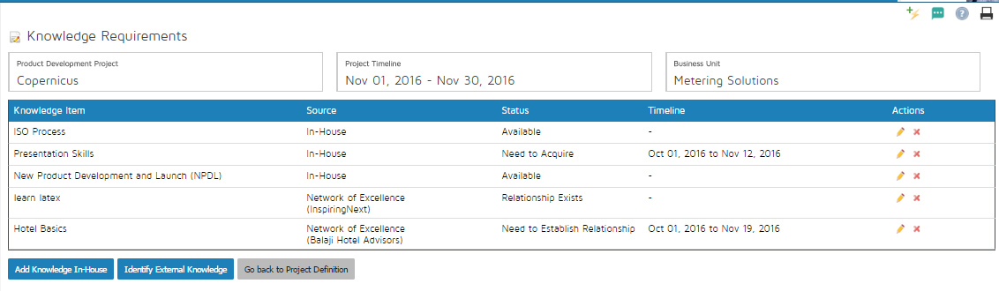 Knowledge Requirements
Product Development Project
Copernicus
Project Timeline
Nov 01, 2016 - Nov 30, 2016
Business Unit
Metering Solutions
Knowledge Item Source Status Timeline Actions
ISO Process In-House Available -
Presentation Skills In-House Need to Acquire Oct 01, 2016 to Nov 12, 2016
New Product Development and Launch (NPDL) In-House Available -
learn latex Network of Excellence Relationship Exists -
(InspiringNext)
Hotel Basics Network of Excellence Need to Establish Relationship Oct 01, 2016 to Nov 19, 2016
(Balaji Hotel Advisors)
Add Knowledge In-House Identify External Knowledge Go back to Project Definition